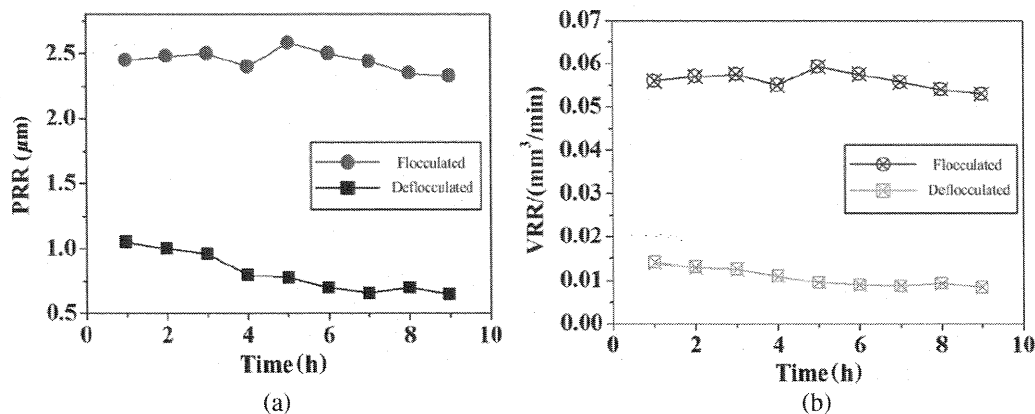 PRR (μm)
2.5
2.0
1.5
1.0
0.5
Flocculated
Deflocculated
0 2 4 6 8 10
Time (h)
(a)
VRR/(mm³/min)
0.07
0.06
0.05
0.04
0.03
0.02
0.01
0.00
Flocculated
Deflocculated
0 2 4 6 8 10
Time (h)
(b)